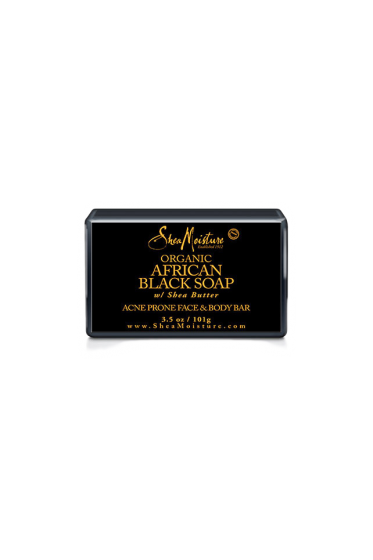 SheaMoisture
established 1912
ORGANIC
AFRICAN
BLACK SOAP
w/ Shea Butter
ACNE PRONE FACE & BODY BAR
3.5 oz / 101g
www.SheaMoisture.com